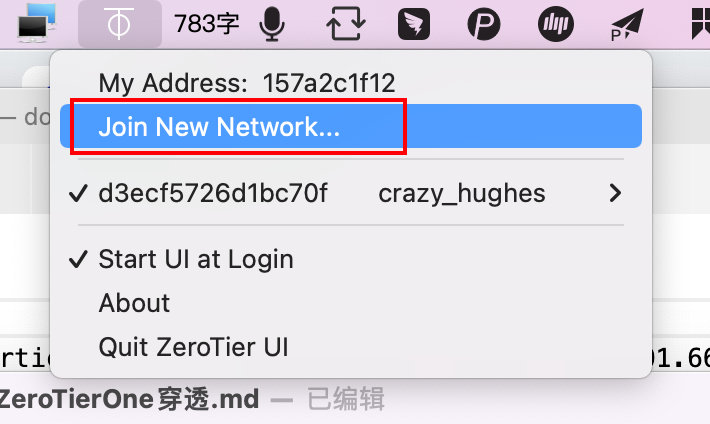 783字
My Address: 157a2c1f12
— do
Join New Network...
d3ecf5726d1bc70f crazy_hughes
Start UI at Login
About
Quit ZeroTier UI
rtic 01.66
ZeroTierOne穿透.md — 已编辑